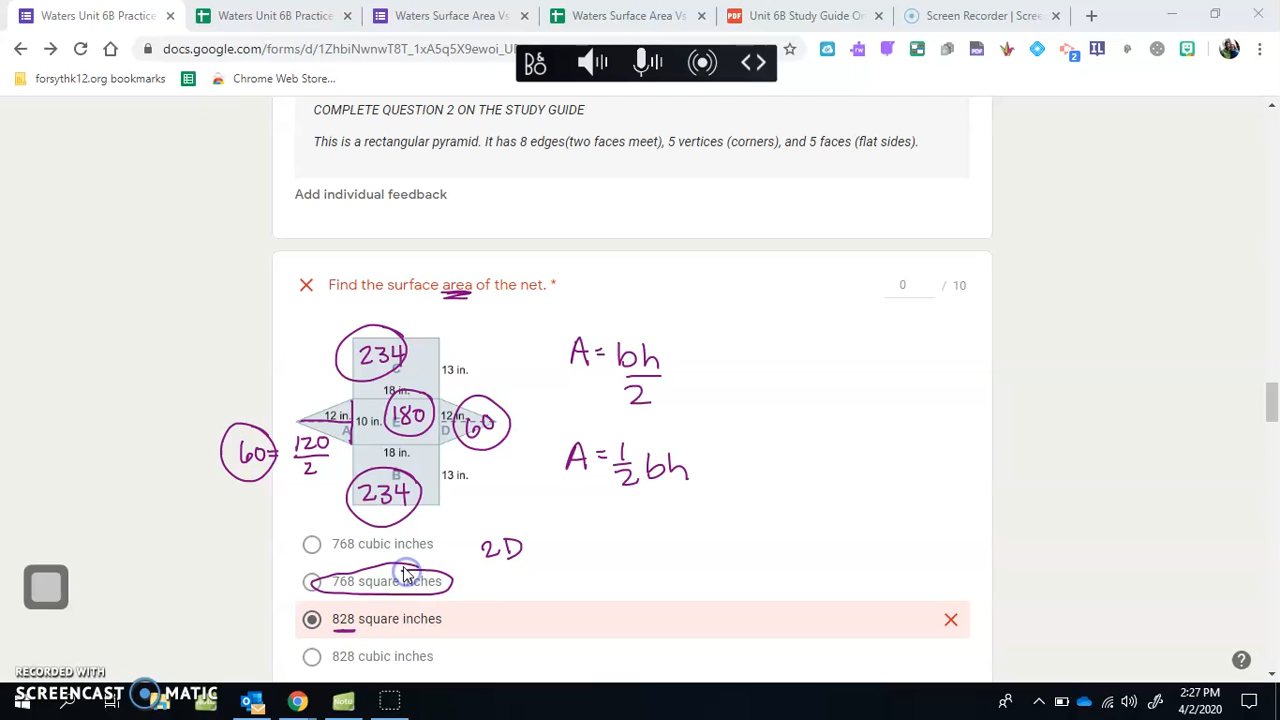 Waters Unit 6B Practice
Waters Unit 6B Practice
Waters Surface Area Vs
Waters Surface Area Vs
Unit 6B Study Guide On
Screen Recorder | Scree
docs.google.com/forms/d/1ZhbiNwnwT8T_1xA5q5X9ewoi_U
forsythk12.org bookmarks
Chrome Web Store...
COMPLETE QUESTION 2 ON THE STUDY GUIDE
This is a rectangular pyramid. It has 8 edges(two faces meet), 5 vertices (corners), and 5 faces (flat sides).
Add individual feedback
Find the surface area of the net. *
0 / 10
234
C
13 in.
18 in.
12 in.
A
10 in.
180
E
12 in.
D
60
60 = 120/2
18 in.
B
234
13 in.
A = bh/2
A = 1/2 bh
768 cubic inches
2D
768 square inches
828 square inches
828 cubic inches
RECORDED WITH
SCREENCAST MATIC
2:27 PM
4/2/2020